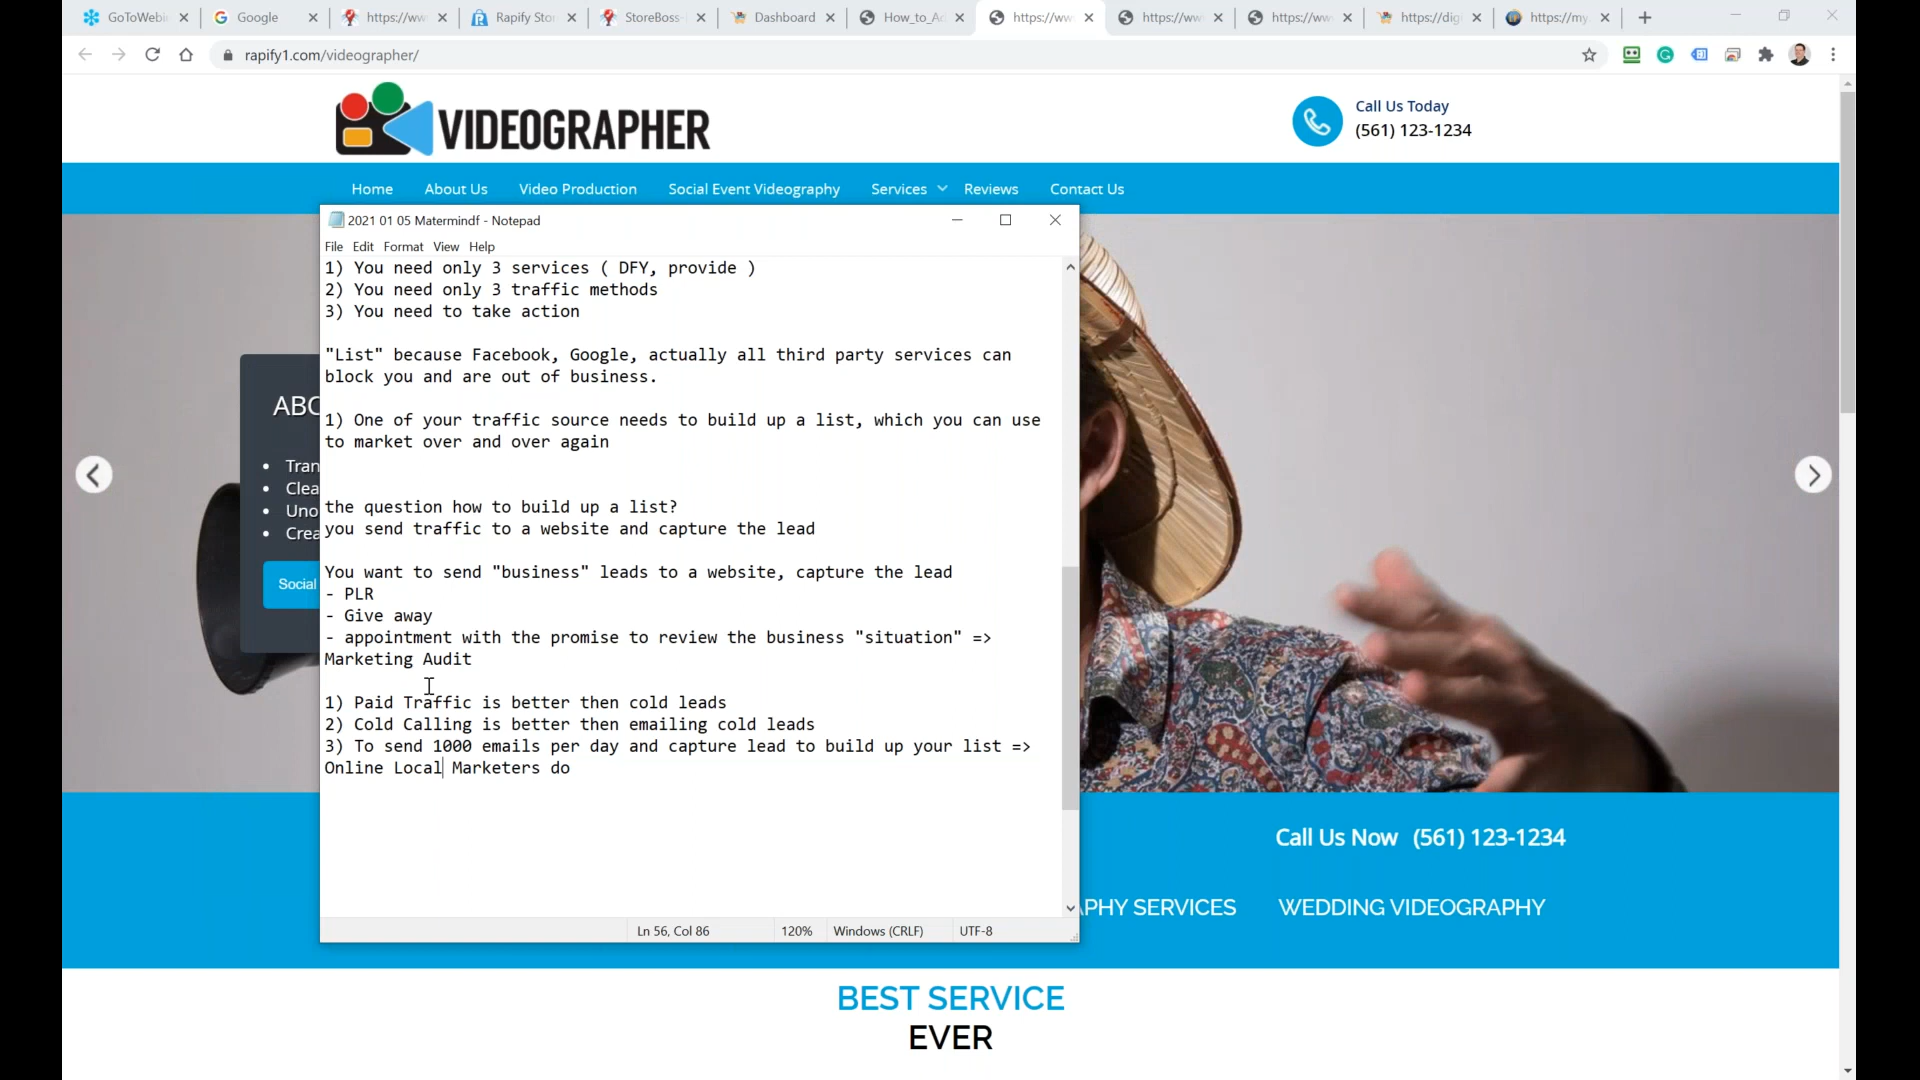 GoToWebi
Google
https://ww
Rapify Sto
StoreBoss-
Dashboard
How_to_A
https://ww
https://ww
https://ww
https://dig
https://my
rapify1.com/videographer/
VIDEOGRAPHER
Call Us Today
(561) 123-1234
Home About Us Video Production Social Event Videography Services Reviews Contact Us
2021 01 05 Matermindf - Notepad
File Edit Format View Help
1) You need only 3 services ( DFY, provide )
2) You need only 3 traffic methods
3) You need to take action
"List" because Facebook, Google, actually all third party services can
block you and are out of business.
1) One of your traffic source needs to build up a list, which you can use
to market over and over again
the question how to build up a list?
you send traffic to a website and capture the lead
You want to send "business" leads to a website, capture the lead
- PLR
- Give away
- appointment with the promise to review the business "situation" =>
Marketing Audit
1) Paid Traffic is better then cold leads
2) Cold Calling is better then emailing cold leads
3) To send 1000 emails per day and capture lead to build up your list =>
Online Local Marketers do
Ln 56, Col 86 120% Windows (CRLF) UTF-8
ABO
Tran
Clea
Uno
Crea
Social
Call Us Now (561) 123-1234
APHY SERVICES WEDDING VIDEOGRAPHY
BEST SERVICE
EVER